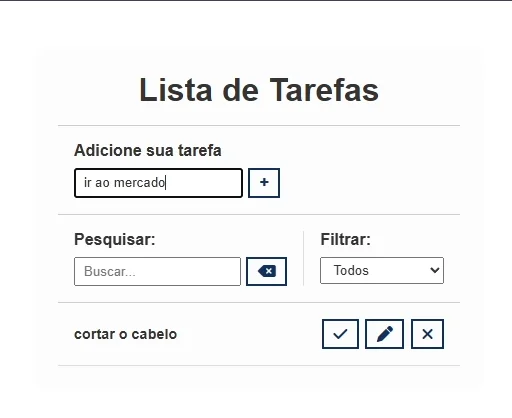 Lista de Tarefas
Adicione sua tarefa
ir ao mercado
+
Pesquisar:
Filtrar:
Buscar...
Todos
cortar o cabelo